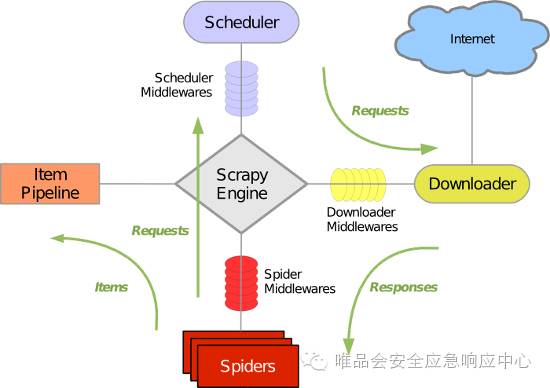 Scheduler
Internet
Scheduler
Middlewares
Requests
Item
Pipeline
Scrapy
Engine
Downloader
Downloader
Middlewares
Requests
Spider
Middlewares
Items
Responses
Spiders
唯品会安全应急响应中心